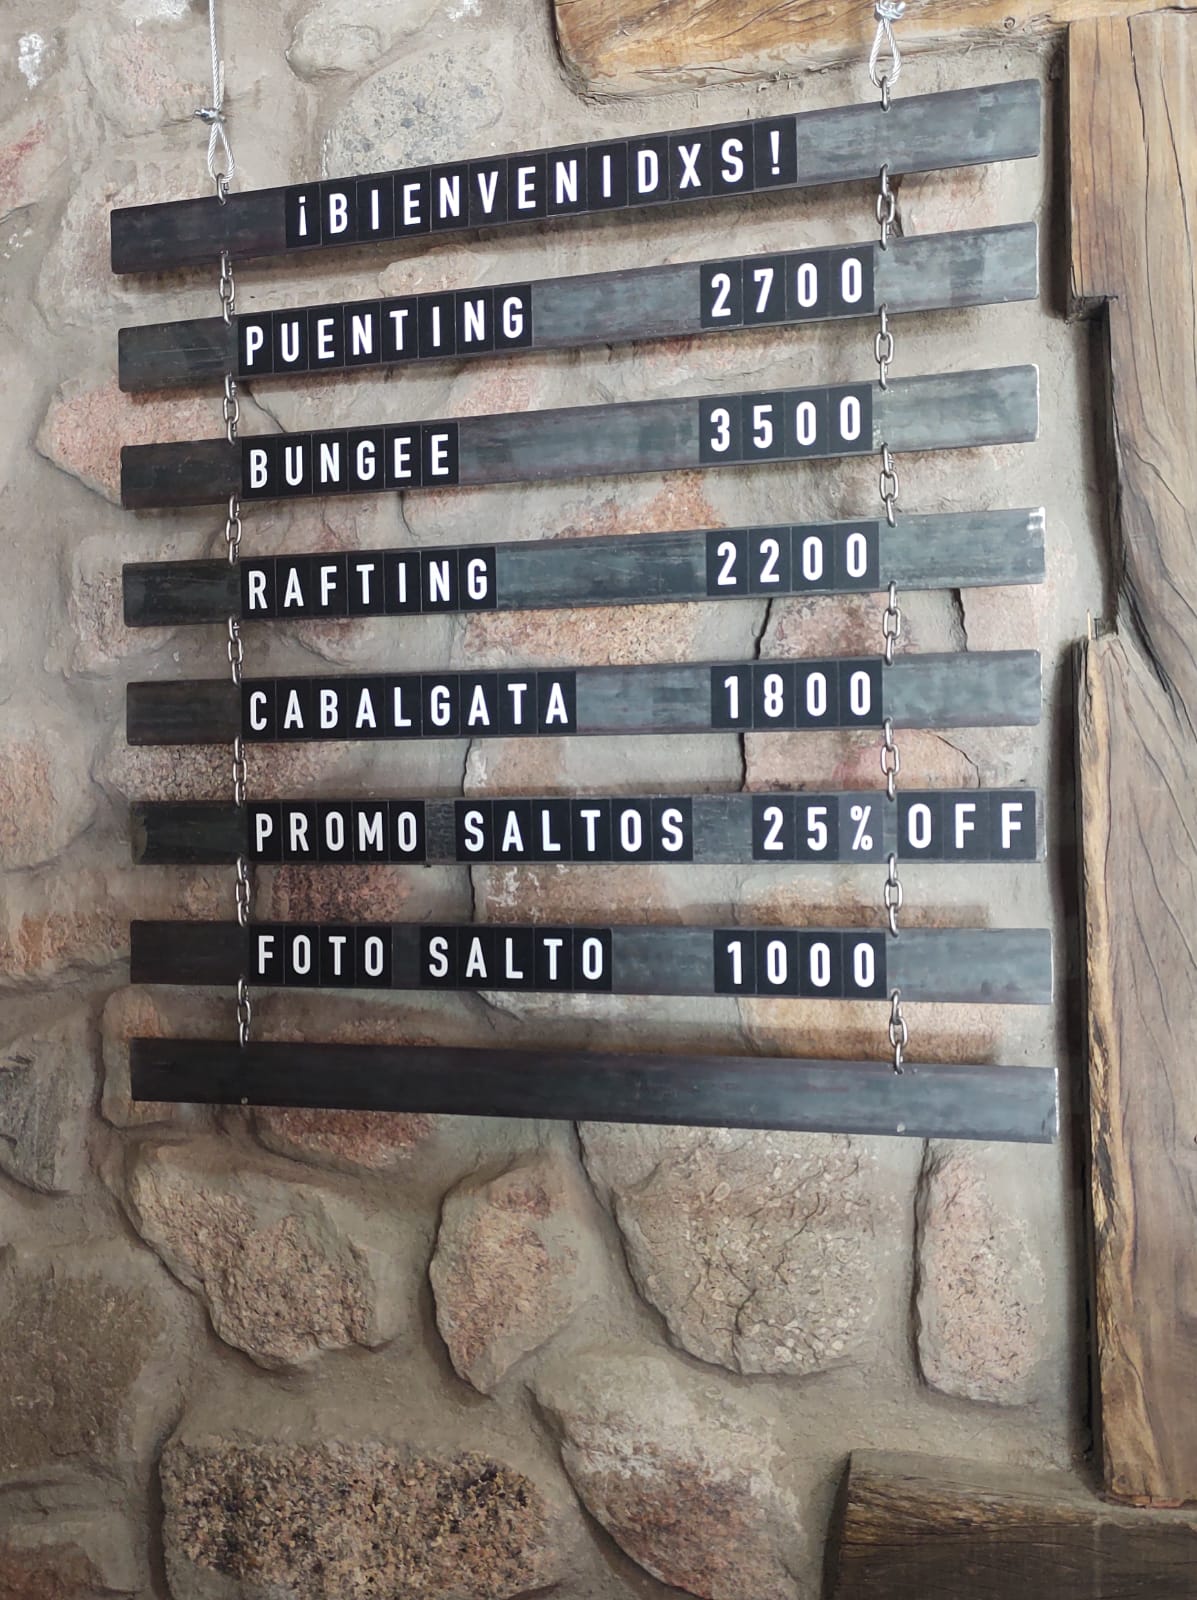 ¡BIENVENIDXS!
PUENTING 2700
BUNGEE 3500
RAFTING 2200
CABALGATA 1800
PROMO SALTOS 25% OFF
FOTO SALTO 1000